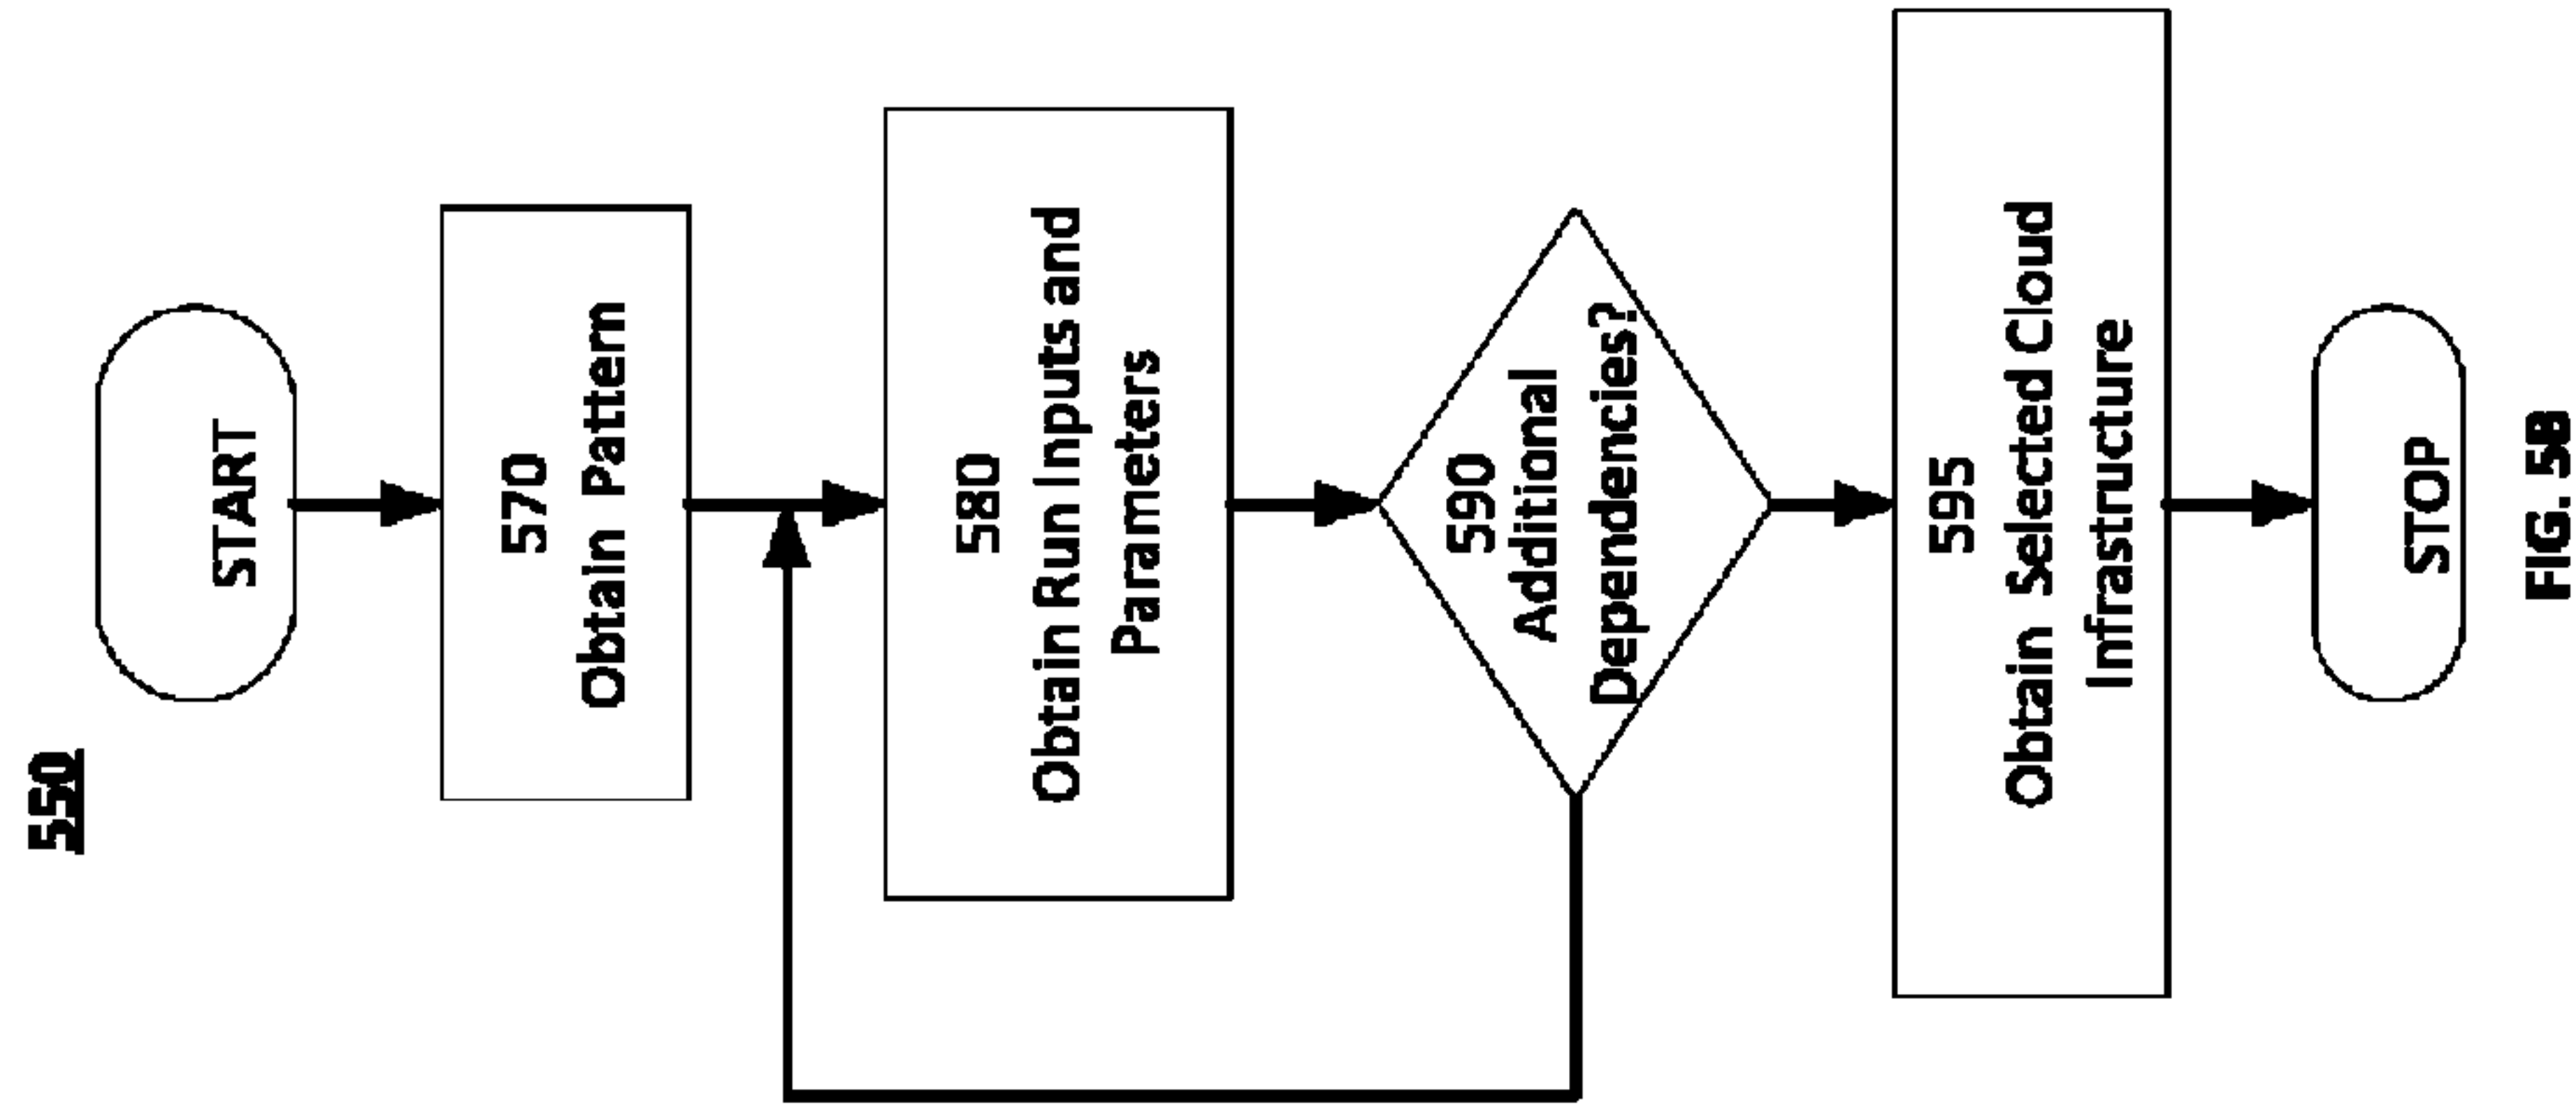 550
START
570
Obtain Pattern
580
Obtain Run Inputs and
Parameters
590
Additional
Dependencies?
595
Obtain Selected Cloud
Infrastructure
STOP
FIG. 5B